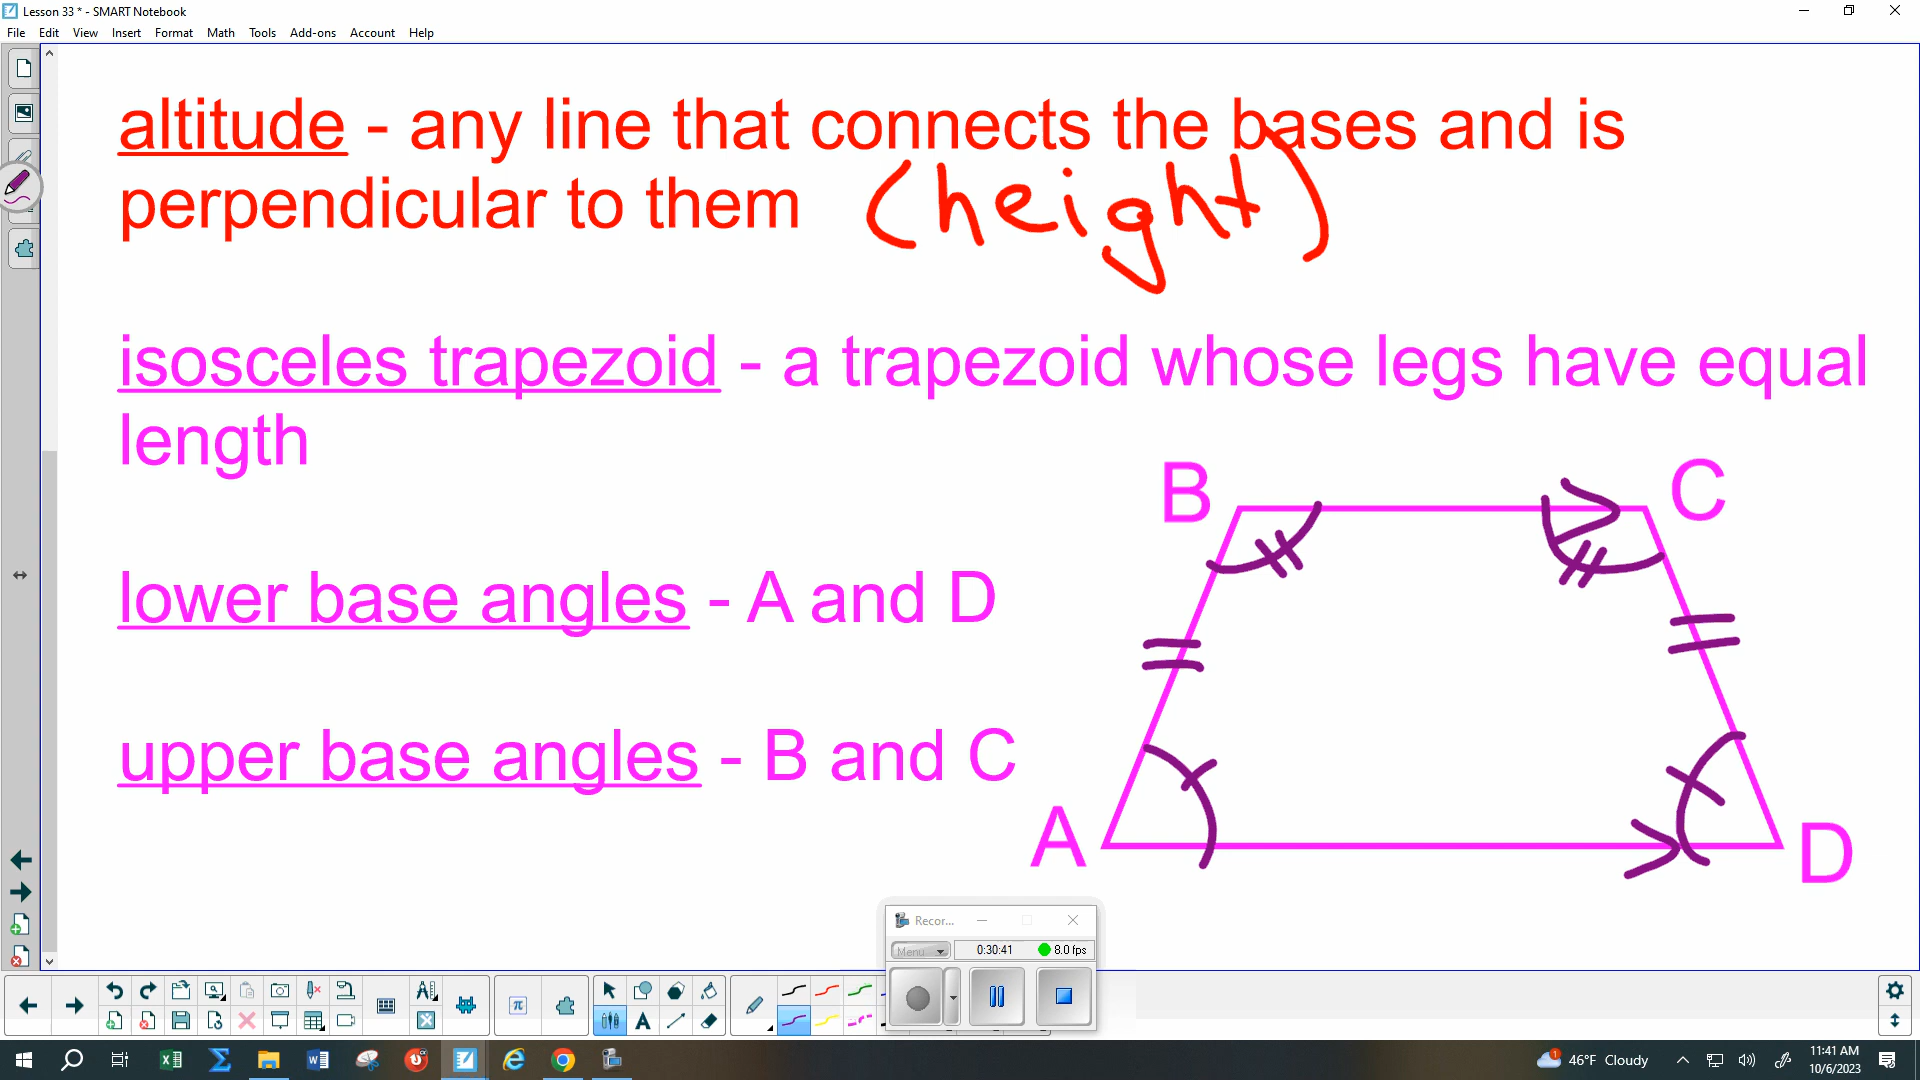 Lesson 33 * - SMART Notebook
File Edit View Insert Format Math Tools Add-ons Account Help
altitude - any line that connects the bases and is
perpendicular to them (height)
isosceles trapezoid - a trapezoid whose legs have equal
length
B C
lower base angles - A and D
upper base angles - B and C
A D
Recor...
Menu 0:30:41 8.0 fps
π A
46°F Cloudy 11:41 AM
10/6/2023